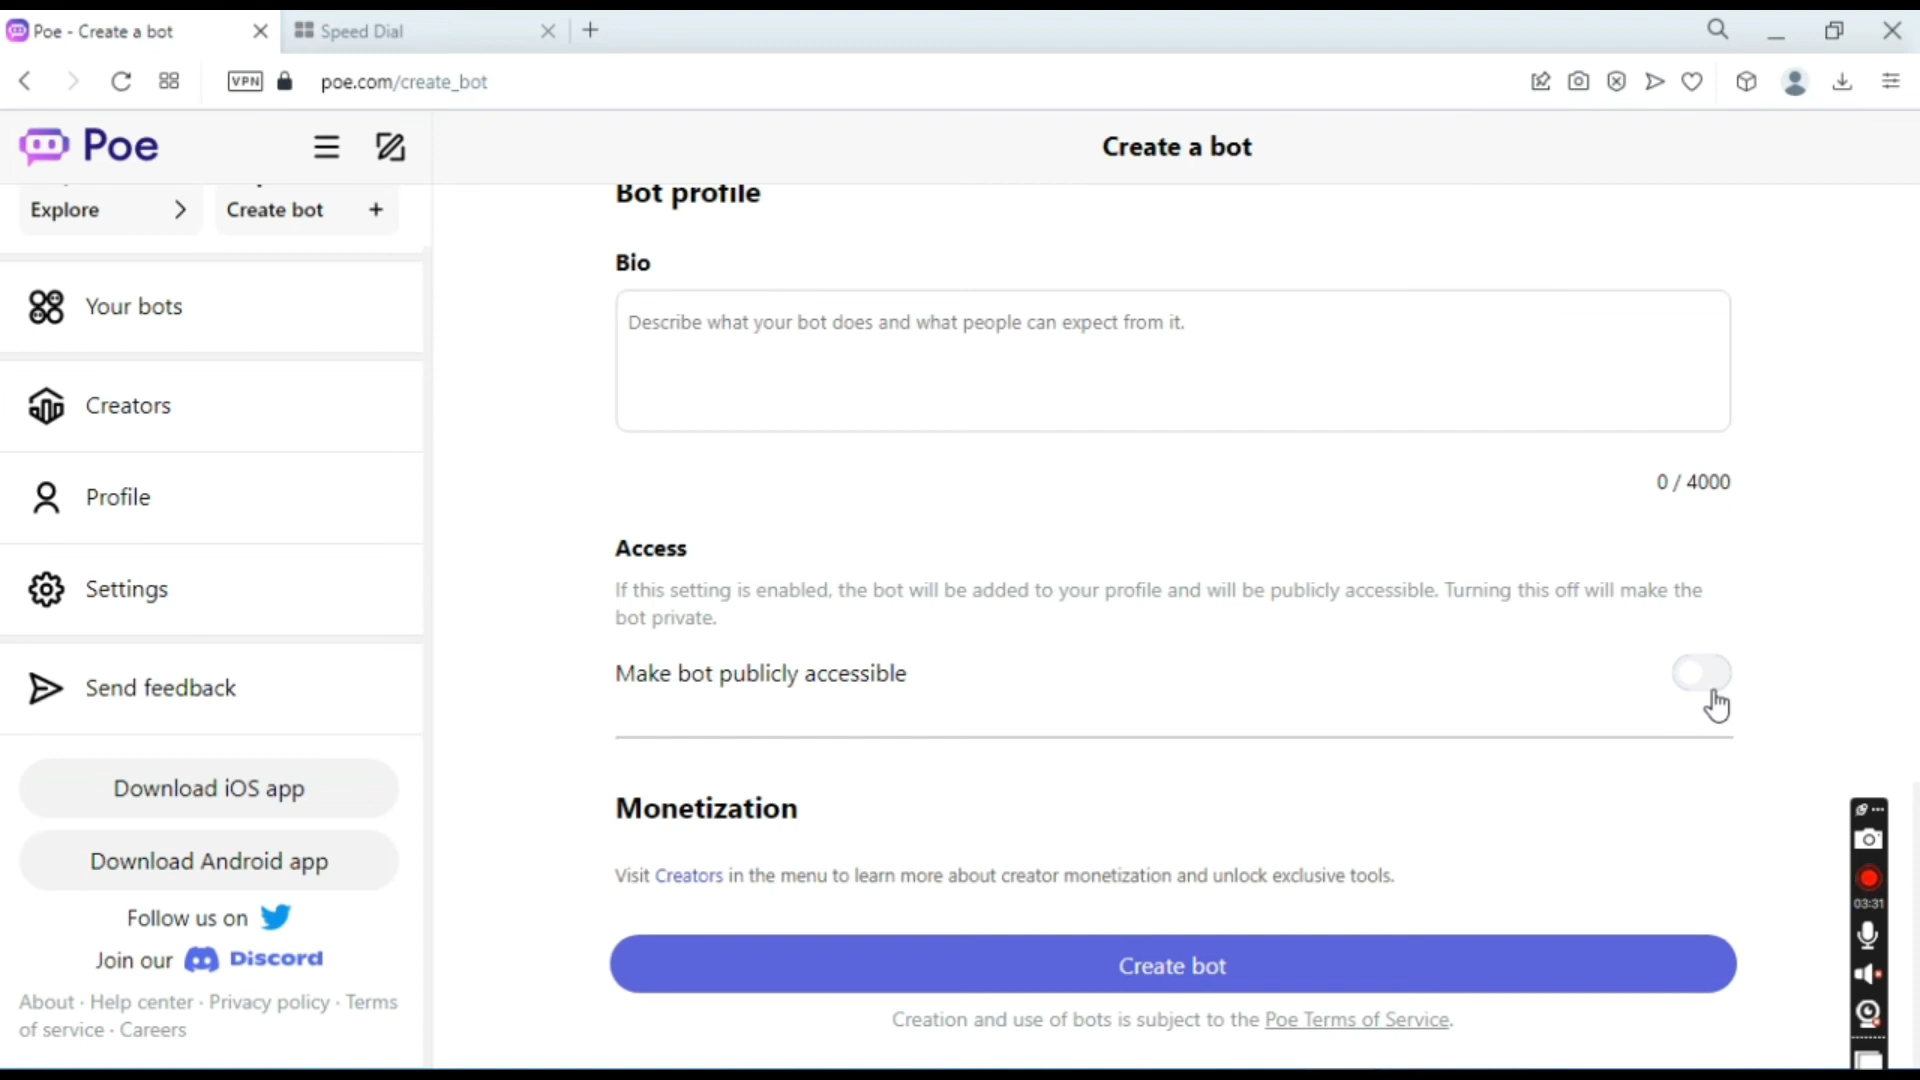 Poe - Create a bot
Speed Dial
VPN
poe.com/create_bot
Poe
Create a bot
Explore
Create bot +
Your bots
Creators
Profile
Settings
Send feedback
Download iOS app
Download Android app
Follow us on
Join our Discord
About · Help center · Privacy policy · Terms
of service · Careers
Bot profile
Bio
Describe what your bot does and what people can expect from it.
0 / 4000
Access
If this setting is enabled, the bot will be added to your profile and will be publicly accessible. Turning this off will make the
bot private.
Make bot publicly accessible
Monetization
Visit Creators in the menu to learn more about creator monetization and unlock exclusive tools.
Create bot
Creation and use of bots is subject to the Poe Terms of Service.
03:31